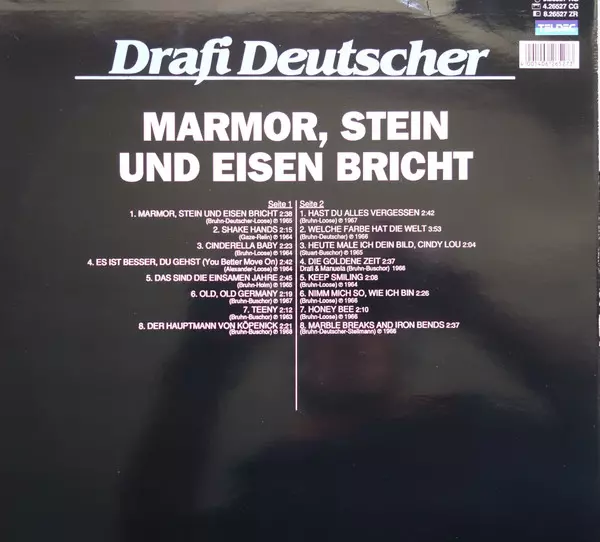 4.26527 CG
8.26527 ZR
TELDEC
Drafi Deutscher
MARMOR, STEIN
UND EISEN BRICHT
Seite 1
1. MARMOR, STEIN UND EISEN BRICHT 2:38
(Bruhn-Deutscher-Loose) ℗ 1965
2. SHAKE HANDS 2:15
(Gaze-Relin) ℗ 1964
3. CINDERELLA BABY 2:23
(Bruhn-Loose) ℗ 1964
4. ES IST BESSER, DU GEHST (You Better Move On) 2:42
(Alexander-Loose) ℗ 1964
5. DAS SIND DIE EINSAMEN JAHRE 2:45
(Bruhn-Holm) ℗ 1965
6. OLD, OLD GERMANY 2:19
(Bruhn-Buschor) ℗ 1967
7. TEENY 2:12
(Bruhn-Buschor) ℗ 1963
8. DER HAUPTMANN VON KÖPENICK 2:21
(Bruhn-Buschor) ℗ 1968
Seite 2
1. HAST DU ALLES VERGESSEN 2:42
(Bruhn-Loose) ℗ 1967
2. WELCHE FARBE HAT DIE WELT 3:53
(Bruhn-Deutscher) ℗ 1966
3. HEUTE MALE ICH DEIN BILD, CINDY LOU 2:04
(Stuart-Buschor) ℗ 1965
4. DIE GOLDENE ZEIT 2:37
Drafi & Manuela (Bruhn-Buschor) ℗ 1966
5. KEEP SMILING 2:08
(Bruhn-Loose) ℗ 1964
6. NIMM MICH SO, WIE ICH BIN 2:26
(Bruhn-Loose) ℗ 1966
7. HONEY BEE 2:10
(Bruhn-Loose) ℗ 1966
8. MARBLE BREAKS AND IRON BENDS 2:37
(Bruhn-Deutscher-Stellmann) ℗ 1966